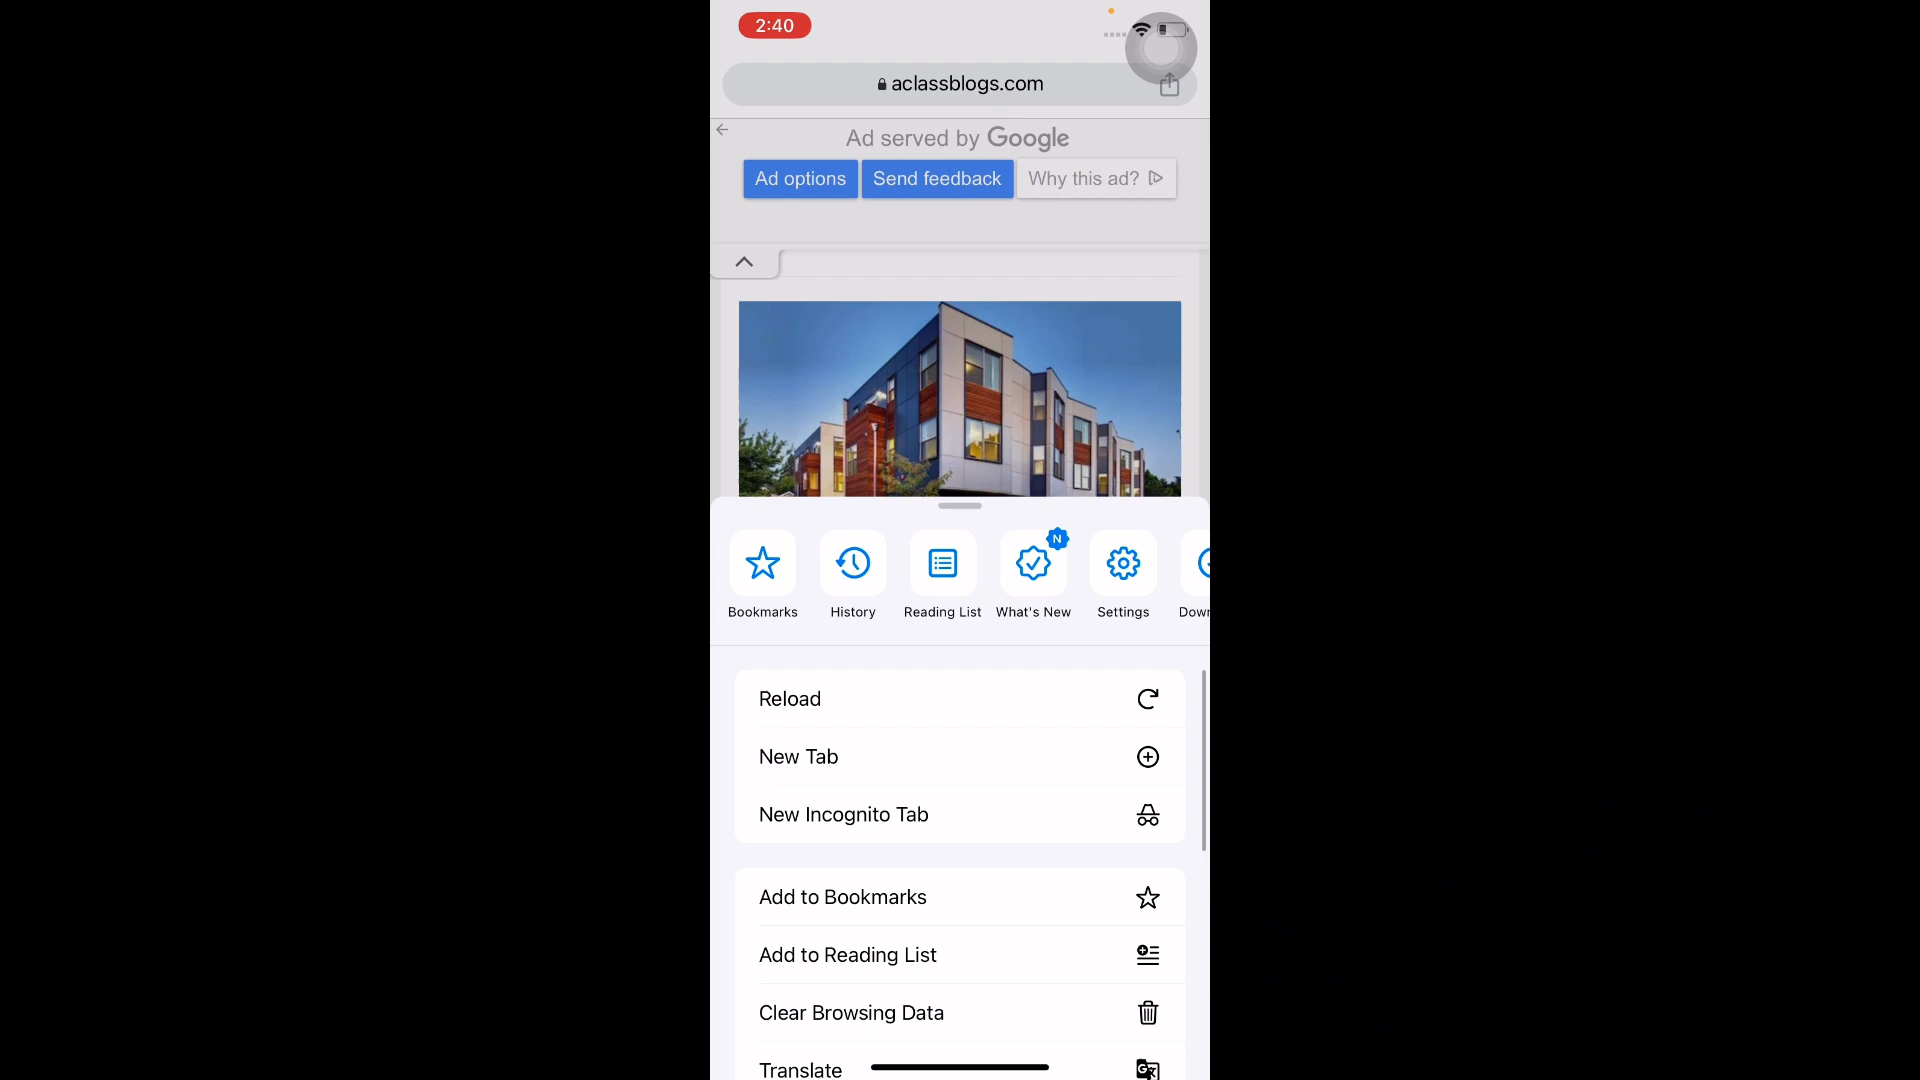 2:40
aclassblogs.com
Ad served by Google
Ad options Send feedback Why this ad?
N
Bookmarks History Reading List What's New Settings Down
Reload
New Tab
New Incognito Tab
Add to Bookmarks
Add to Reading List
Clear Browsing Data
Translate